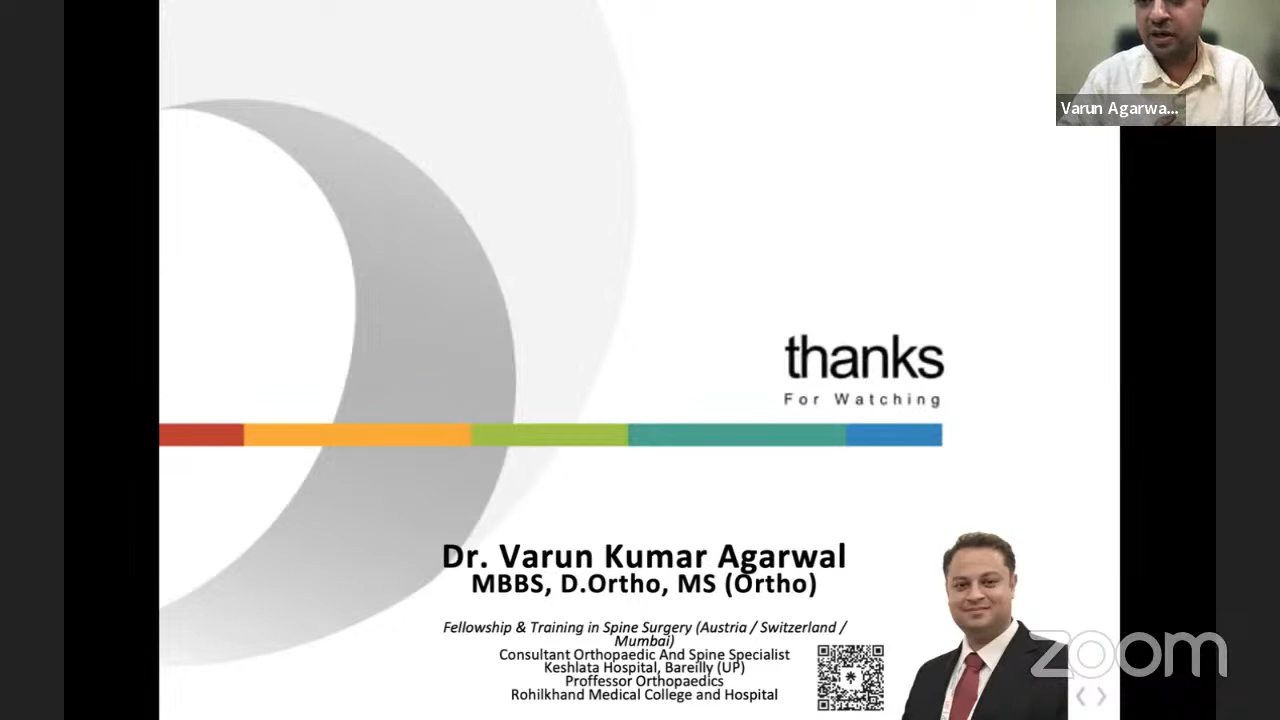 Varun Agarwa...
thanks
For Watching
Dr. Varun Kumar Agarwal
MBBS, D.Ortho, MS (Ortho)
Fellowship & Training in Spine Surgery (Austria / Switzerland /
Mumbai)
Consultant Orthopaedic And Spine Specialist
Keshlata Hospital, Bareilly (UP)
Proffessor Orthopaedics
Rohilkhand Medical College and Hospital
zoom